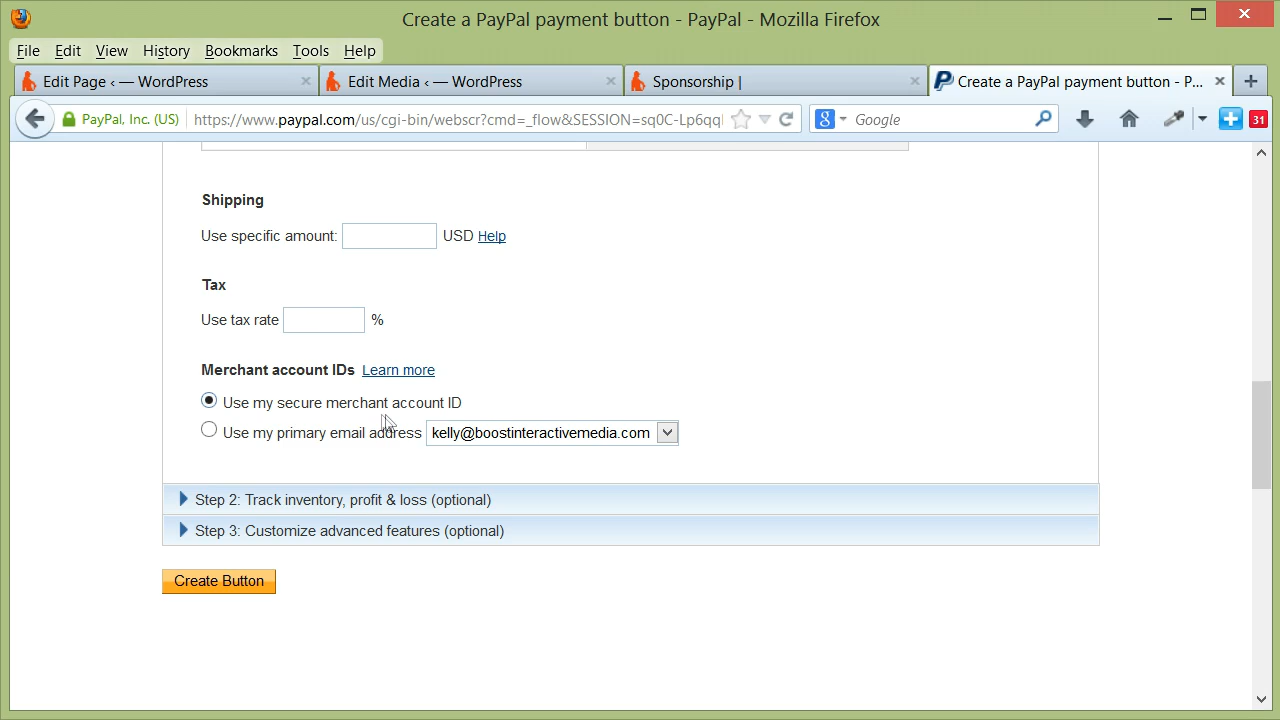 Create a PayPal payment button - PayPal - Mozilla Firefox
File Edit View History Bookmarks Tools Help
Edit Page ‹ — WordPress × Edit Media ‹ — WordPress × Sponsorship | × Create a PayPal payment button - P... × +
PayPal, Inc. (US) https://www.paypal.com/us/cgi-bin/webscr?cmd=_flow&SESSION=sq0C-Lp6qq 8 Google 31
Shipping
Use specific amount: USD Help
Tax
Use tax rate %
Merchant account IDs Learn more
Use my secure merchant account ID
Use my primary email address kelly@boostinteractivemedia.com
Step 2: Track inventory, profit & loss (optional)
Step 3: Customize advanced features (optional)
Create Button